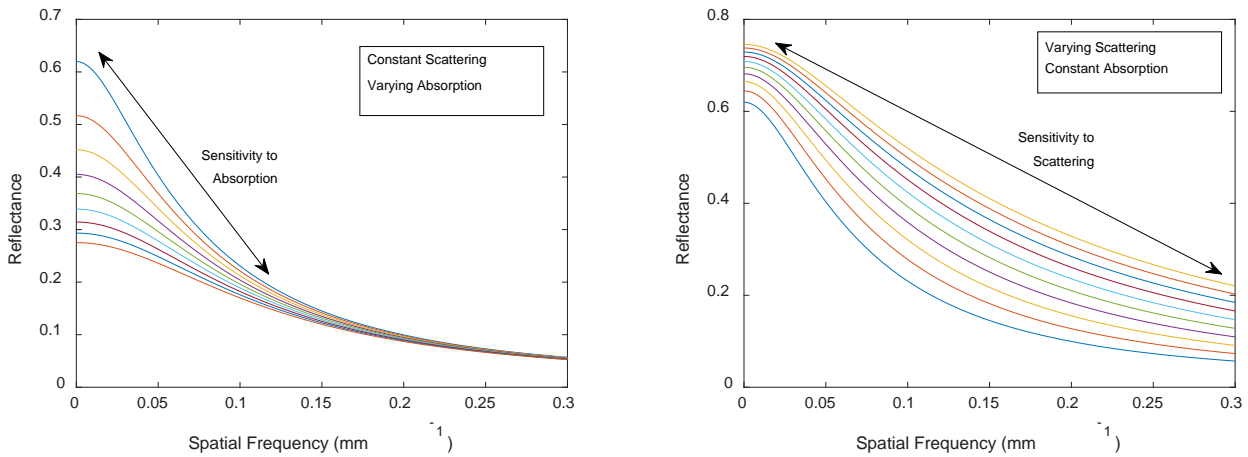 0.7
0.6
0.5
0.4
0.3
0.2
0.1
0
Reflectance
Constant Scattering
Varying Absorption
Sensitivity to
Absorption
0 0.05 0.1 0.15 0.2 0.25 0.3
Spatial Frequency (mm-1)
0.8
0.6
0.4
0.2
0
Reflectance
Varying Scattering
Constant Absorption
Sensitivity to
Scattering
0 0.05 0.1 0.15 0.2 0.25 0.3
Spatial Frequency (mm-1)